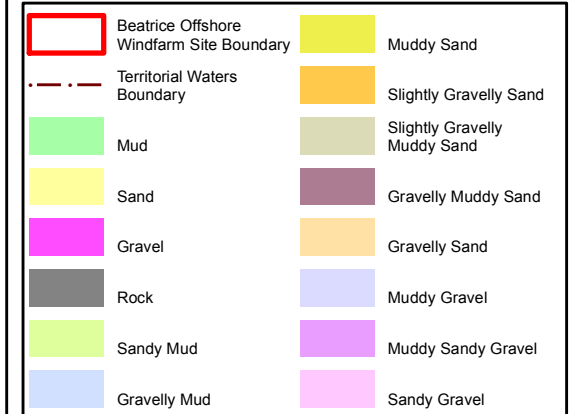 Beatrice Offshore
Windfarm Site Boundary
Territorial Waters
Boundary
Mud
Sand
Gravel
Rock
Sandy Mud
Gravelly Mud
Muddy Sand
Slightly Gravelly Sand
Slightly Gravelly
Muddy Sand
Gravelly Muddy Sand
Gravelly Sand
Muddy Gravel
Muddy Sandy Gravel
Sandy Gravel